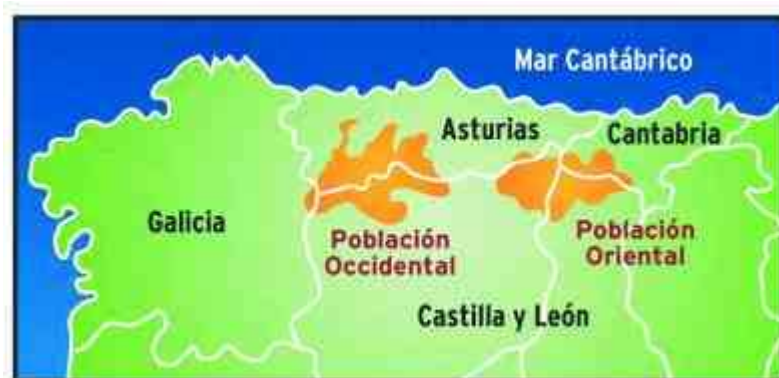 Mar Cantábrico
Asturias
Cantabria
Galicia
Población
Occidental
Población
Oriental
Castilla y León